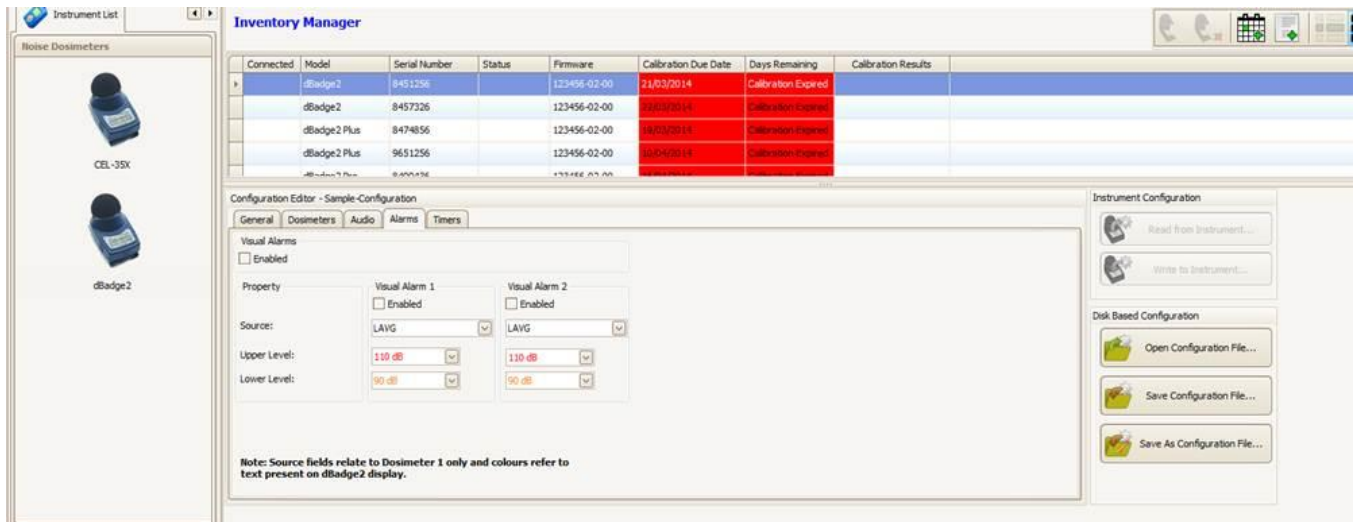 Instrument List
Inventory Manager
Noise Dosimeters
Connected Model Serial Number Status Firmware Calibration Due Date Days Remaining Calibration Results
dBadge2 8451256 123456-02-00 21/03/2014 Calibration Expired
dBadge2 8457326 123456-02-00 Calibration Expired
dBadge2 Plus 8474856 123456-02-00 Calibration Expired
dBadge2 Plus 9651256 123456-02-00 10/04/2014 Calibration Expired
CEL-35X
dBadge2
Configuration Editor - Sample-Configuration
General Dosimeters Audio Alarms Timers
Visual Alarms
Enabled
Property Visual Alarm 1 Visual Alarm 2
Enabled Enabled
Source: LAVG LAVG
Upper Level: 110 dB 110 dB
Lower Level: 90 dB 90 dB
Note: Source fields relate to Dosimeter 1 only and colours refer to
text present on dBadge2 display.
Instrument Configuration
Read from Instrument...
Write to Instrument...
Disk Based Configuration
Open Configuration File...
Save Configuration File...
Save As Configuration File...